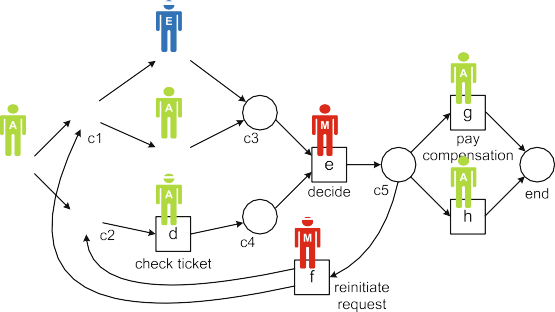 E
A
A
A
c1
c3
M
e
decide
A
g
pay
compensation
c5
A
h
end
A
d
c2
c4
check ticket
M
f
reinitiate
request